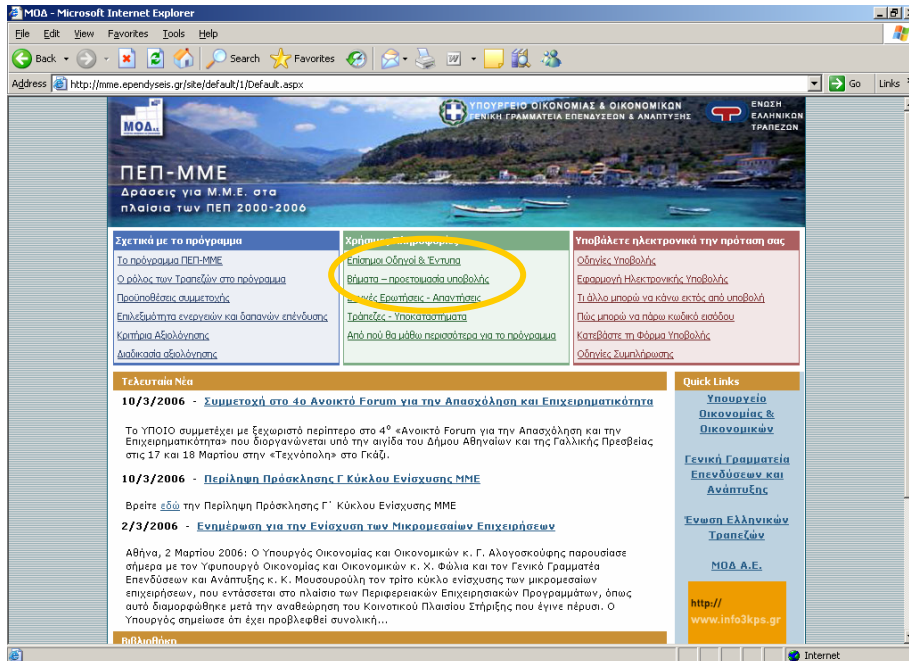 ΜΟΔ - Microsoft Internet Explorer
File Edit View Favorites Tools Help
Back Search Favorites
Address http://mme.ependyseis.gr/site/default/1/Default.aspx Go Links
ΜΟΔ Α.Ε.
ΥΠΟΥΡΓΕΙΟ ΟΙΚΟΝΟΜΙΑΣ & ΟΙΚΟΝΟΜΙΚΩΝ
ΓΕΝΙΚΗ ΓΡΑΜΜΑΤΕΙΑ ΕΠΕΝΔΥΣΕΩΝ & ΑΝΑΠΤΥΞΗΣ
ΕΝΩΣΗ
ΕΛΛΗΝΙΚΩΝ
ΤΡΑΠΕΖΩΝ
ΠΕΠ-ΜΜΕ
Δράσεις για Μ.Μ.Ε. στα
πλαίσια των ΠΕΠ 2000-2006
Σχετικά με το πρόγραμμα
Το πρόγραμμα ΠΕΠ-ΜΜΕ
Ο ρόλος των Τραπεζών στο πρόγραμμα
Προϋποθέσεις συμμετοχής
Επιλεξιμότητα ενεργειών και δαπανών επένδυσης
Κριτήρια Αξιολόγησης
Διαδικασία αξιολόγησης
Χρήσιμες Πληροφορίες
Επίσημοι Οδηγοί & Έντυπα
Βήματα – προετοιμασία υποβολής
Συχνές Ερωτήσεις - Απαντήσεις
Τράπεζες - Υποκαταστήματα
Από πού θα μάθω περισσότερα για το πρόγραμμα
Υποβάλετε ηλεκτρονικά την πρόταση σας
Οδηγίες Υποβολής
Εφαρμογή Ηλεκτρονικής Υποβολής
Τι άλλο μπορώ να κάνω εκτός από υποβολή
Πώς μπορώ να πάρω κωδικό εισόδου
Κατεβάστε τη Φόρμα Υποβολής
Οδηγίες Συμπλήρωσης
Τελευταία Νέα
10/3/2006 - Συμμετοχή στο 4ο Ανοικτό Forum για την Απασχόληση και Επιχειρηματικότητα
Το ΥΠΟΙΟ συμμετέχει με ξεχωριστό περίπτερο στο 4⁰ «Ανοικτό Forum για την Απασχόληση και την
Επιχειρηματικότητα» που διοργανώνεται υπό την αιγίδα του Δήμου Αθηναίων και της Γαλλικής Πρεσβείας
στις 17 και 18 Μαρτίου στην «Τεχνόπολη» στο Γκάζι.
10/3/2006 - Περίληψη Πρόσκλησης Γ Κύκλου Ενίσχυσης ΜΜΕ
Βρείτε εδώ την Περίληψη Πρόσκλησης Γ΄ Κύκλου Ενίσχυσης ΜΜΕ
2/3/2006 - Ενημέρωση για την Ενίσχυση των Μικρομεσαίων Επιχειρήσεων
Αθήνα, 2 Μαρτίου 2006: Ο Υπουργός Οικονομίας και Οικονομικών κ. Γ. Αλογοσκούφης παρουσίασε
σήμερα με τον Υφυπουργό Οικονομίας και Οικονομικών κ. Χ. Φώλια και τον Γενικό Γραμματέα
Επενδύσεων και Ανάπτυξης κ. Κ. Μουσουρούλη τον τρίτο κύκλο ενίσχυσης των μικρομεσαίων
επιχειρήσεων, που εντάσσεται στο πλαίσιο των Περιφερειακών Επιχειρησιακών Προγραμμάτων, όπως
αυτό διαμορφώθηκε μετά την αναθεώρηση του Κοινοτικού Πλαισίου Στήριξης που έγινε πέρυσι. Ο
Υπουργός σημείωσε ότι έχει προβλεφθεί συνολική...
Βιβλιοθήκη
Quick Links
Υπουργείο
Οικονομίας &
Οικονομικών
Γενική Γραμματεία
Επενδύσεων και
Ανάπτυξης
Ένωση Ελληνικών
Τραπεζών
ΜΟΔ Α.Ε.
http://
www.info3kps.gr
Internet